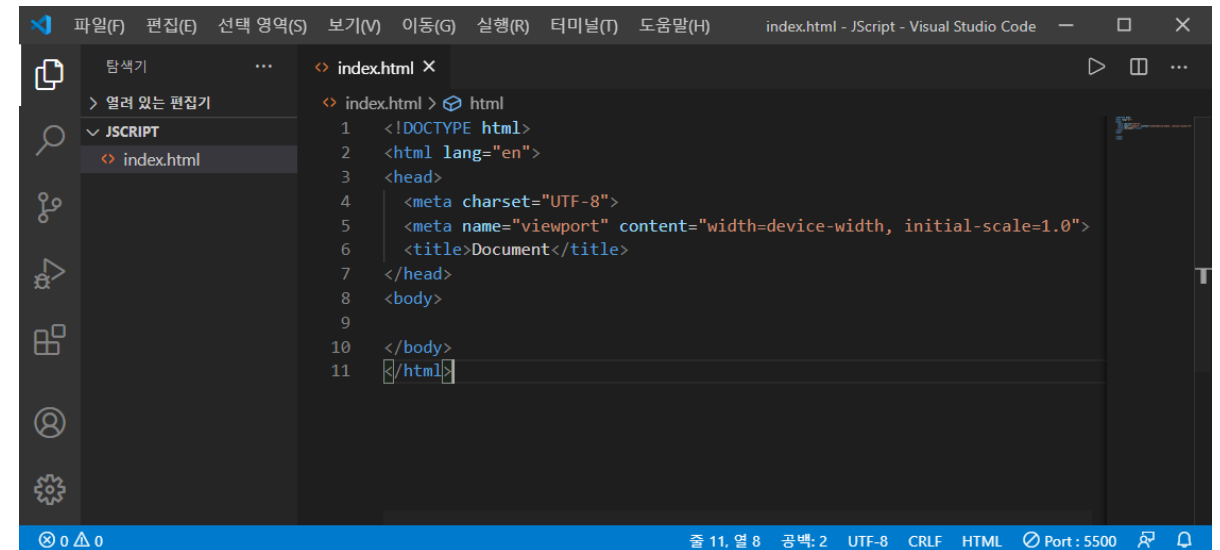 파일(F) 편집(E) 선택 영역(S) 보기(V) 이동(G) 실행(R) 터미널(T) 도움말(H) index.html - JScript - Visual Studio Code
탐색기 ··· index.html ×
> 열려 있는 편집기
index.html > html
JSCRIPT
index.html
1 <!DOCTYPE html>
2 <html lang="en">
3 <head>
4 <meta charset="UTF-8">
5 <meta name="viewport" content="width=device-width, initial-scale=1.0">
6 <title>Document</title>
7 </head>
8 <body>
9
10 </body>
11 </html>
0 0 줄 11, 열 8 공백: 2 UTF-8 CRLF HTML Port : 5500